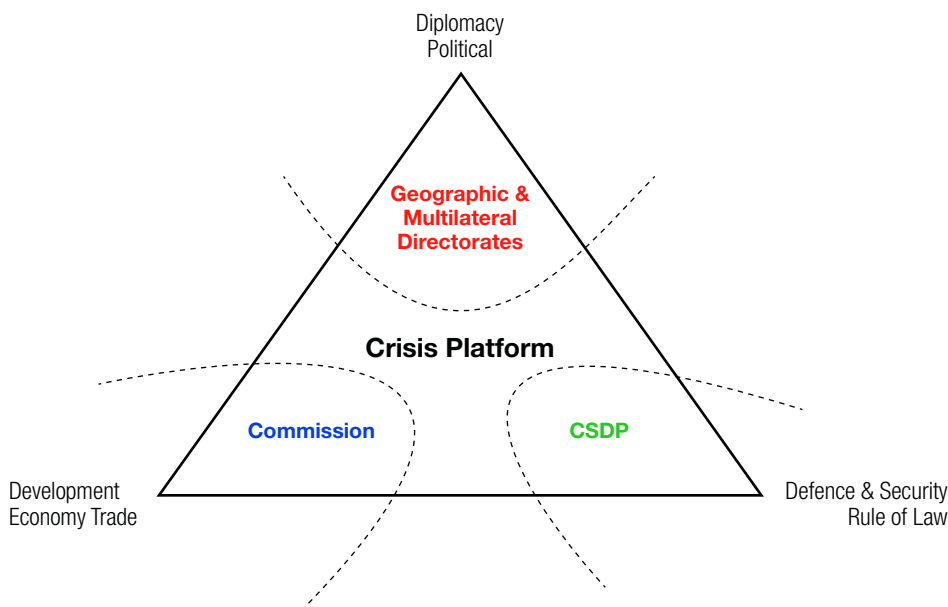 Diplomacy
Political
Geographic &
Multilateral
Directorates
Crisis Platform
Commission
CSDP
Development
Economy Trade
Defence & Security
Rule of Law